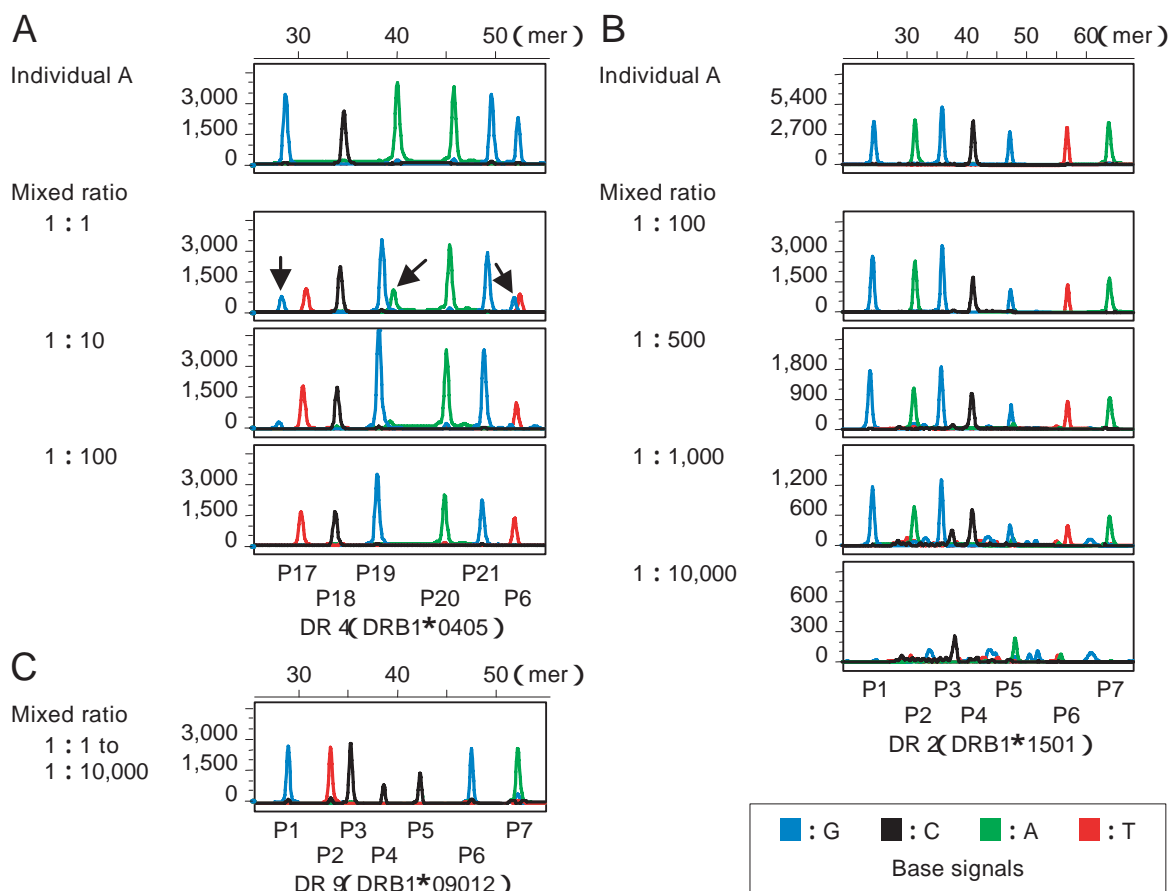 A
30 40 50 (mer)
Individual A
3,000
1,500
0
Mixed ratio
1 : 1
3,000
1,500
0
1 : 10
3,000
1,500
0
1 : 100
3,000
1,500
0
P17 P19 P21
P18 P20 P6
DR 4(DRB1*0405)
B
30 40 50 60(mer)
Individual A
5,400
2,700
0
Mixed ratio
1 : 100
3,000
1,500
0
1 : 500
1,800
900
0
1 : 1,000
1,200
600
0
1 : 10,000
600
300
0
P1 P3 P5 P7
P2 P4 P6
DR 2(DRB1*1501)
C
30 40 50 (mer)
Mixed ratio
1 : 1 to
1 : 10,000
3,000
1,500
0
P1 P3 P5 P7
P2 P4 P6
DR 9(DRB1*09012)
: G : C : A : T
Base signals